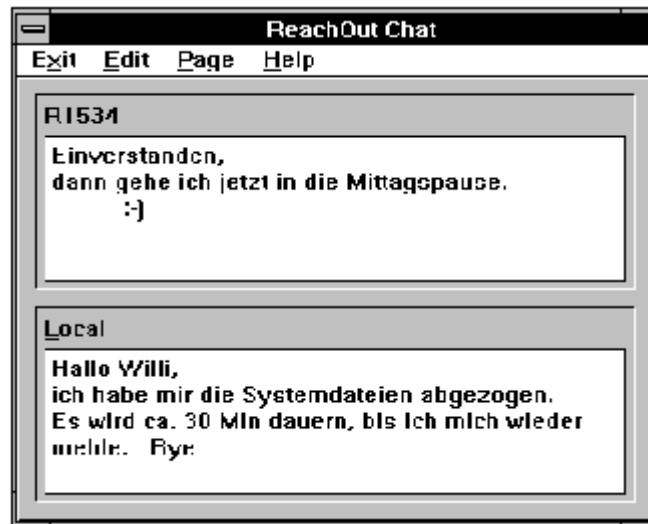 ReachOut Chat
Exit Edit Page Help
R1534
Einverstanden,
dann gehe ich jetzt in die Mittagspause.
:-)
Local
Hallo Willi,
ich habe mir die Systemdateien abgezogen.
Es wird ca. 30 Min dauern, bis ich mich wieder
melde. Bye